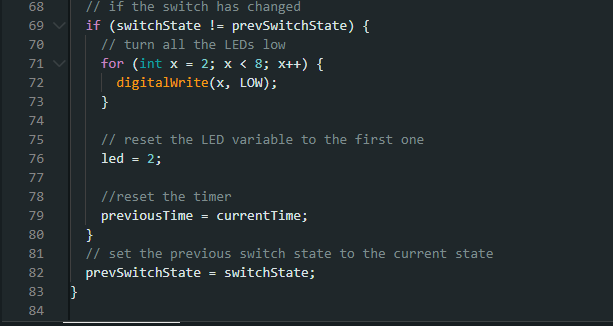 68 // if the switch has changed
69 if (switchState != prevSwitchState) {
70 // turn all the LEDs low
71 for (int x = 2; x < 8; x++) {
72 digitalWrite(x, LOW);
73 }
74
75 // reset the LED variable to the first one
76 led = 2;
77
78 //reset the timer
79 previousTime = currentTime;
80 }
81 // set the previous switch state to the current state
82 prevSwitchState = switchState;
83 }
84